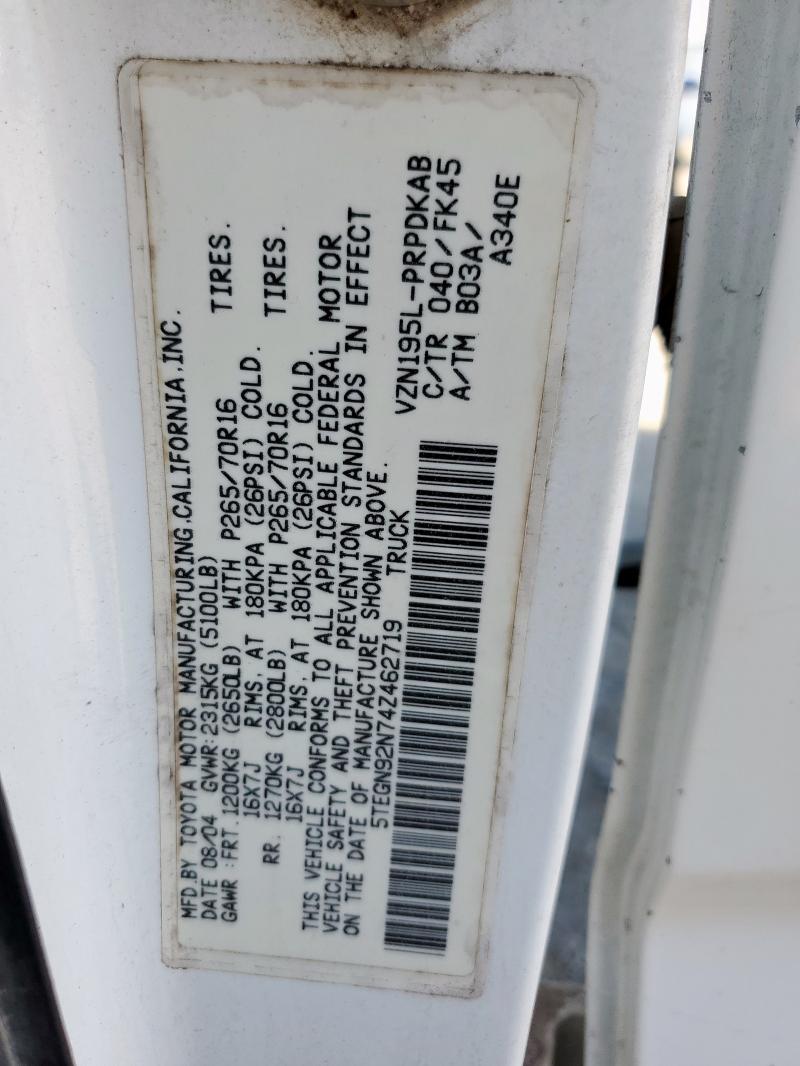 MFD.BY TOYOTA MOTOR MANUFACTURING,CALIFORNIA,INC.
DATE 08/04 GVWR:2315KG (5100LB)
GAWR :FRT.1200KG (2650LB) WITH P265/70R16 TIRES.
16X7J RIMS, AT 180KPA (26PSI) COLD.
RR. 1270KG (2800LB) WITH P265/70R16 TIRES.
16X7J RIMS, AT 180KPA (26PSI) COLD.
THIS VEHICLE CONFORMS TO ALL APPLICABLE FEDERAL MOTOR
VEHICLE SAFETY AND THEFT PREVENTION STANDARDS IN EFFECT
ON THE DATE OF MANUFACTURE SHOWN ABOVE.
5TEGN92N74Z462719 TRUCK
VZN195L-PRPDKAB
C/TR 040/FK45
A/TM B03A/
A340E